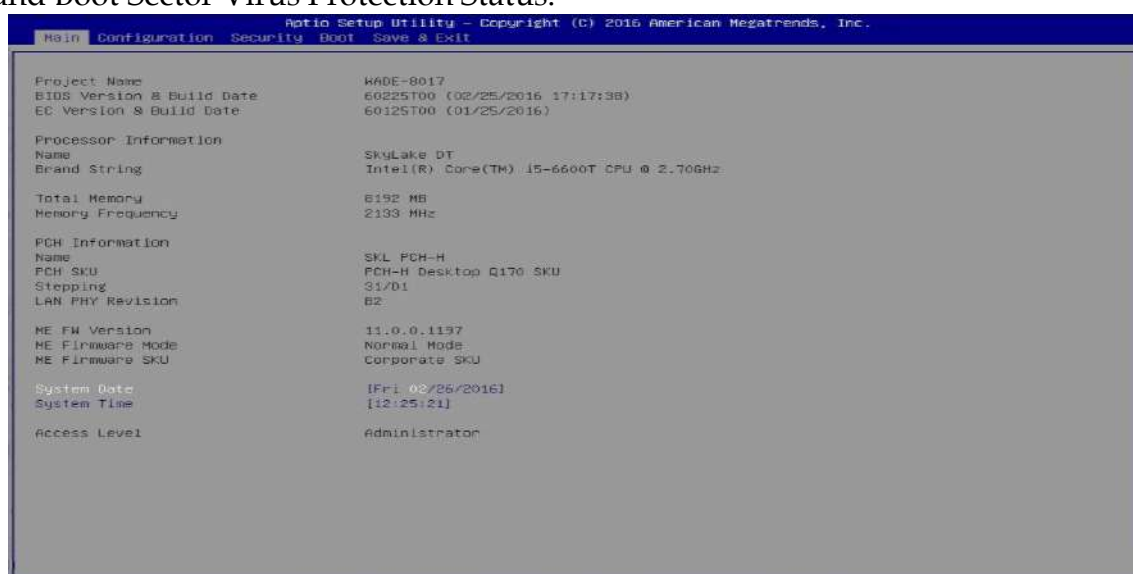 and Boot Sector Virus Protection Status.
Aptio Setup Utility - Copyright (C) 2016 American Megatrends, Inc.
Main Configuration Security Boot Save & Exit
Project Name WADE-8017
BIOS Version & Build Date 60225T00 (02/25/2016 17:17:38)
EC Version & Build Date 60125T00 (01/25/2016)
Processor Information
Name SkyLake DT
Brand String Intel(R) Core(TM) i5-6600T CPU @ 2.70GHz
Total Memory 8192 MB
Memory Frequency 2133 MHz
PCH Information
Name SKL PCH-H
PCH SKU PCH-H Desktop Q170 SKU
Stepping 31/D1
LAN PHY Revision B2
ME FW Version 11.0.0.1197
ME Firmware Mode Normal Mode
ME Firmware SKU Corporate SKU
System Date [Fri 02/26/2016]
System Time [12:25:21]
Access Level Administrator